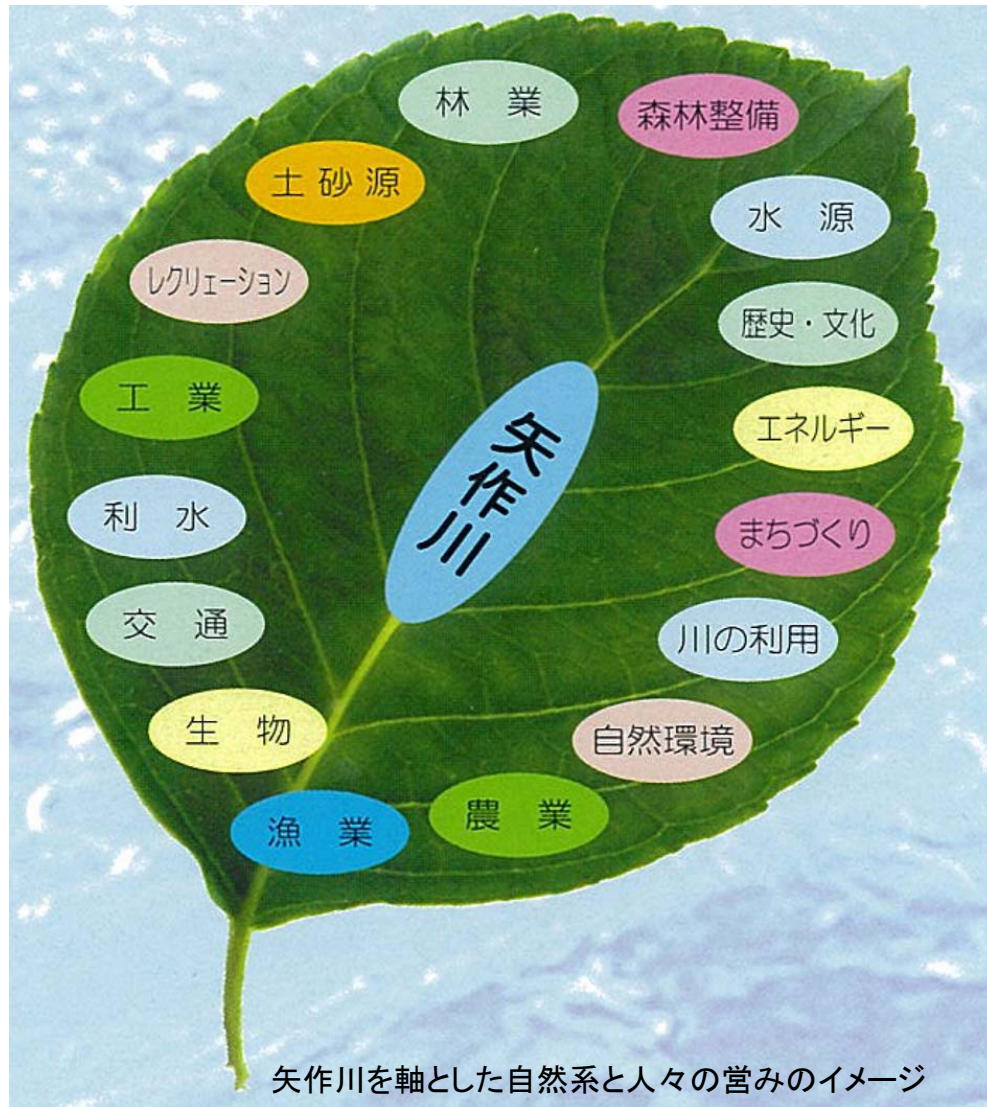 林　業
森林整備
土 砂 源
水　源
レクリェーション
歴史・文化
工　業
エネルギー
矢作川
利　水
まちづくり
交　通
川の利用
生　物
自然環境
漁　業
農　業
矢作川を軸とした自然系と人々の営みのイメージ